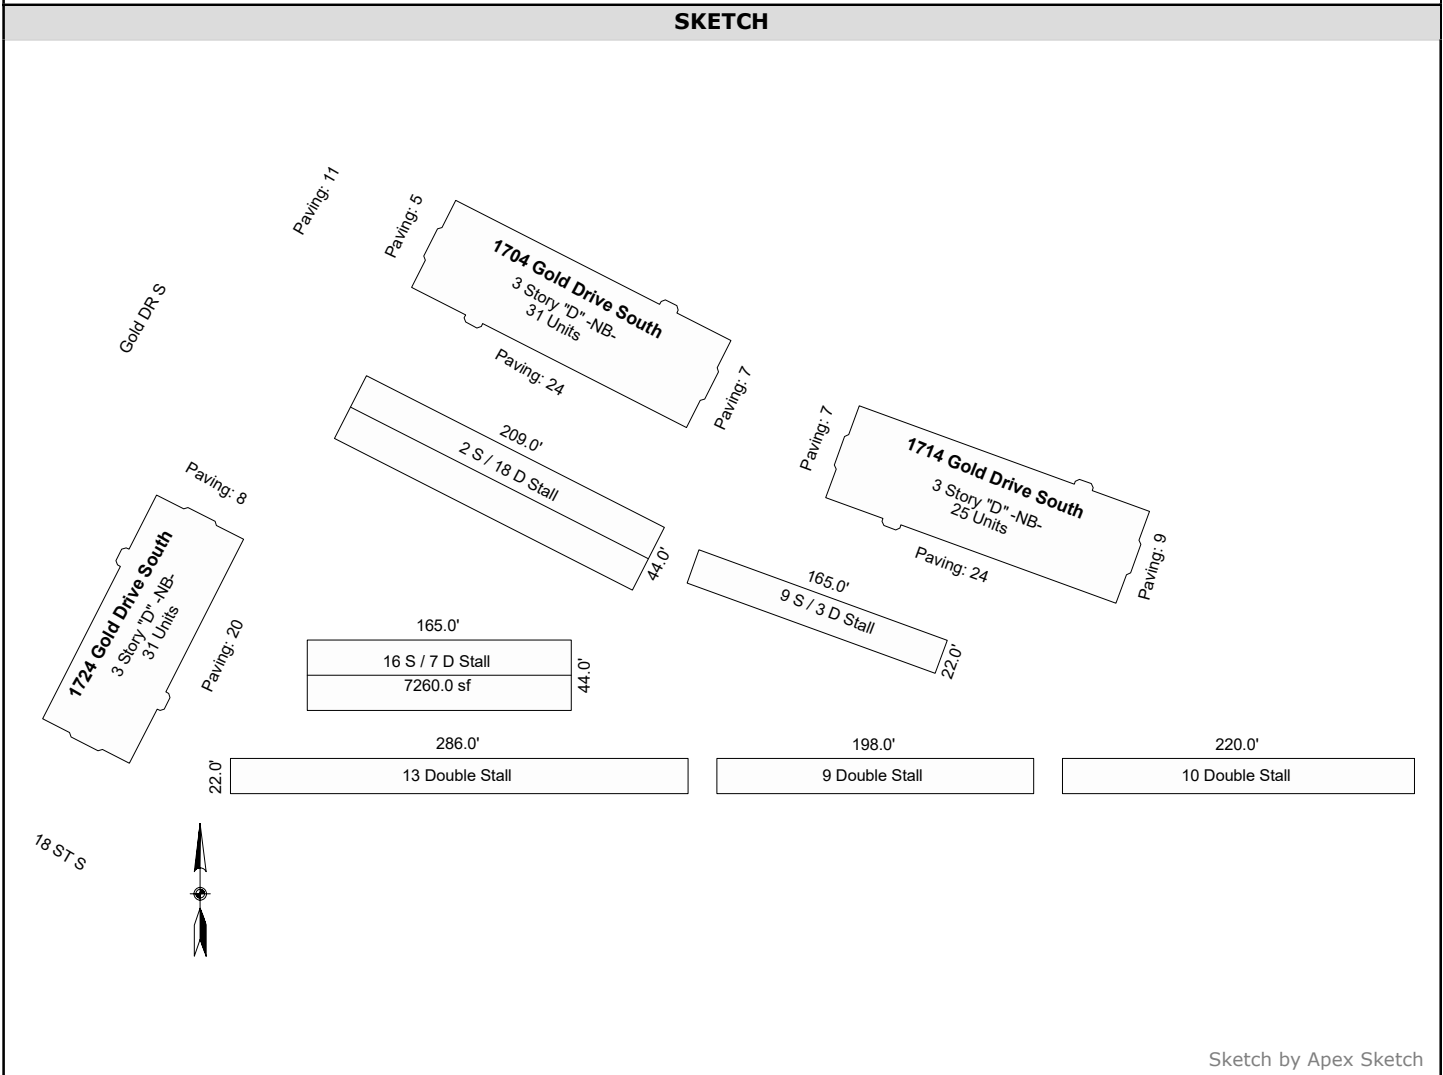 SKETCH
Paving: 11
Paving: 5
1704 Gold Drive South
3 Story "D" -NB-
31 Units
Gold DR S
Paving: 24
Paving: 7
Paving: 7
1714 Gold Drive South
3 Story "D" -NB-
25 Units
209.0'
2 S / 18 D Stall
44.0'
Paving: 8
1724 Gold Drive South
3 Story "D" -NB-
31 Units
Paving: 20
Paving: 24
Paving: 9
165.0'
9 S / 3 D Stall
22.0'
165.0'
16 S / 7 D Stall
7260.0 sf
44.0'
286.0'
22.0'
13 Double Stall
198.0'
9 Double Stall
220.0'
10 Double Stall
18 ST S
Sketch by Apex Sketch